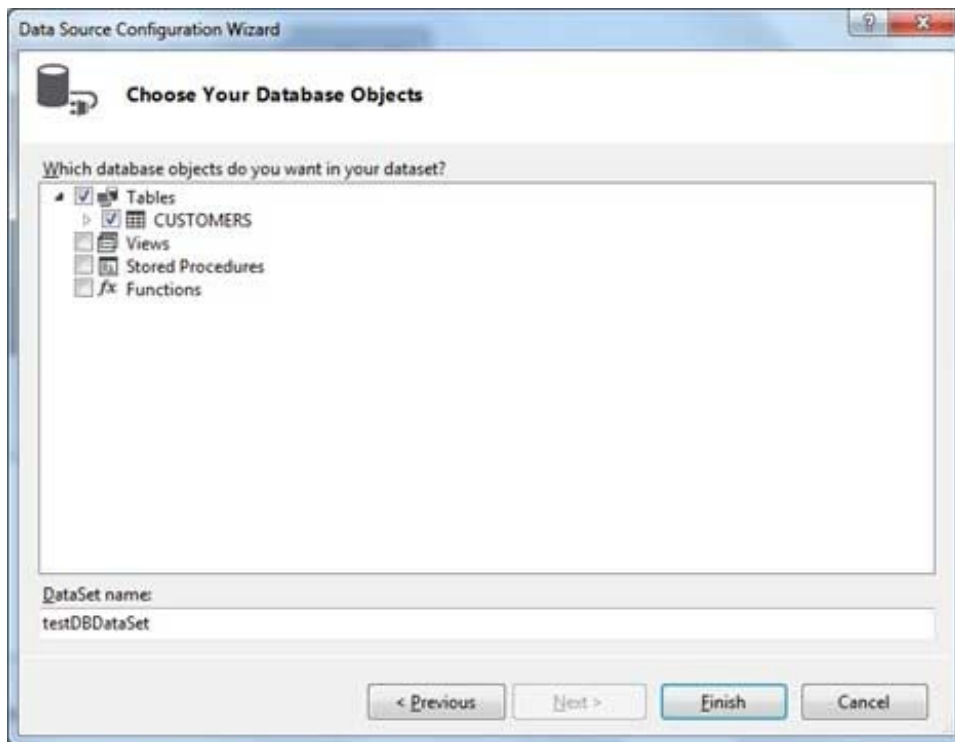 Data Source Configuration Wizard
Choose Your Database Objects
Which database objects do you want in your dataset?
Tables
CUSTOMERS
Views
Stored Procedures
fx Functions
DataSet name:
testDBDataSet
< Previous Next > Finish Cancel